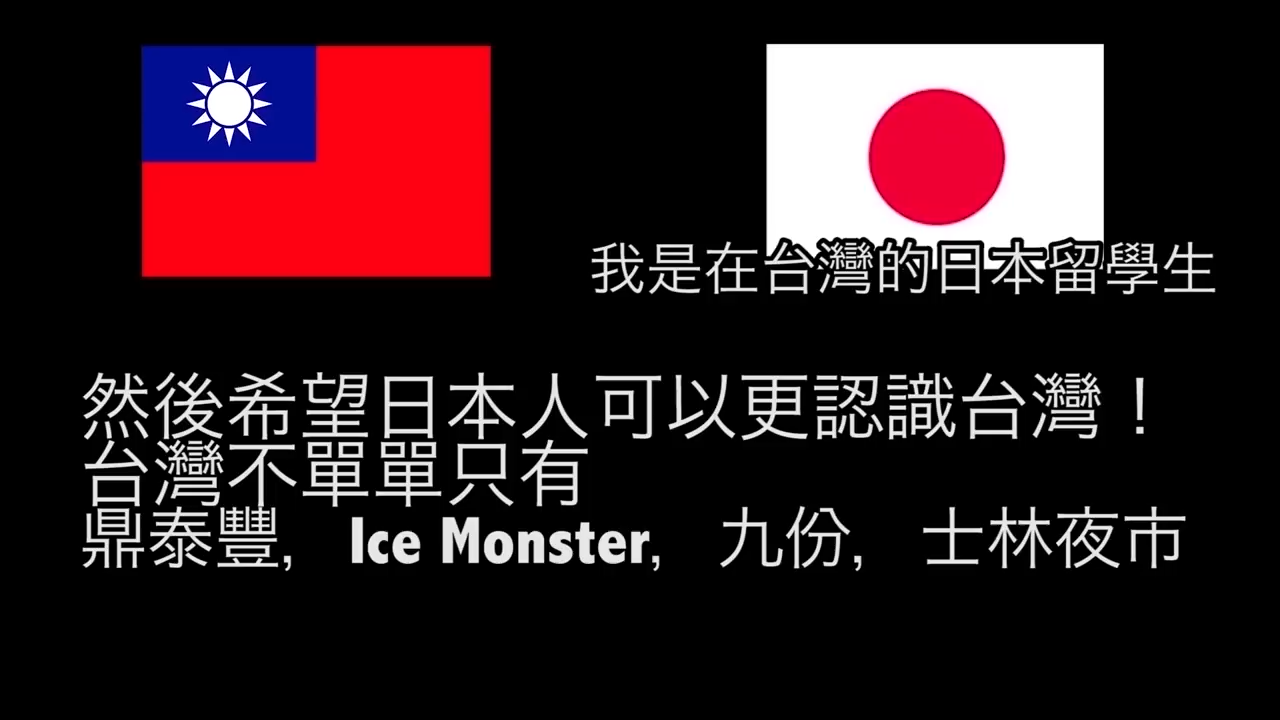 我是在台灣的日本留學生
然後希望日本人可以更認識台灣！
台灣不單單只有
鼎泰豐, Ice Monster, 九份, 士林夜市